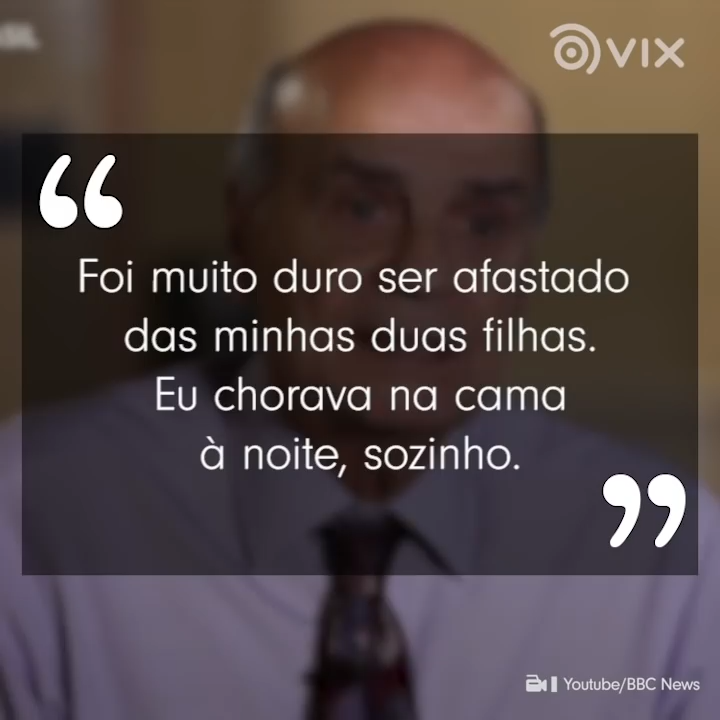 VIX
“
Foi muito duro ser afastado
das minhas duas filhas.
Eu chorava na cama
à noite, sozinho.
”
Youtube/BBC News